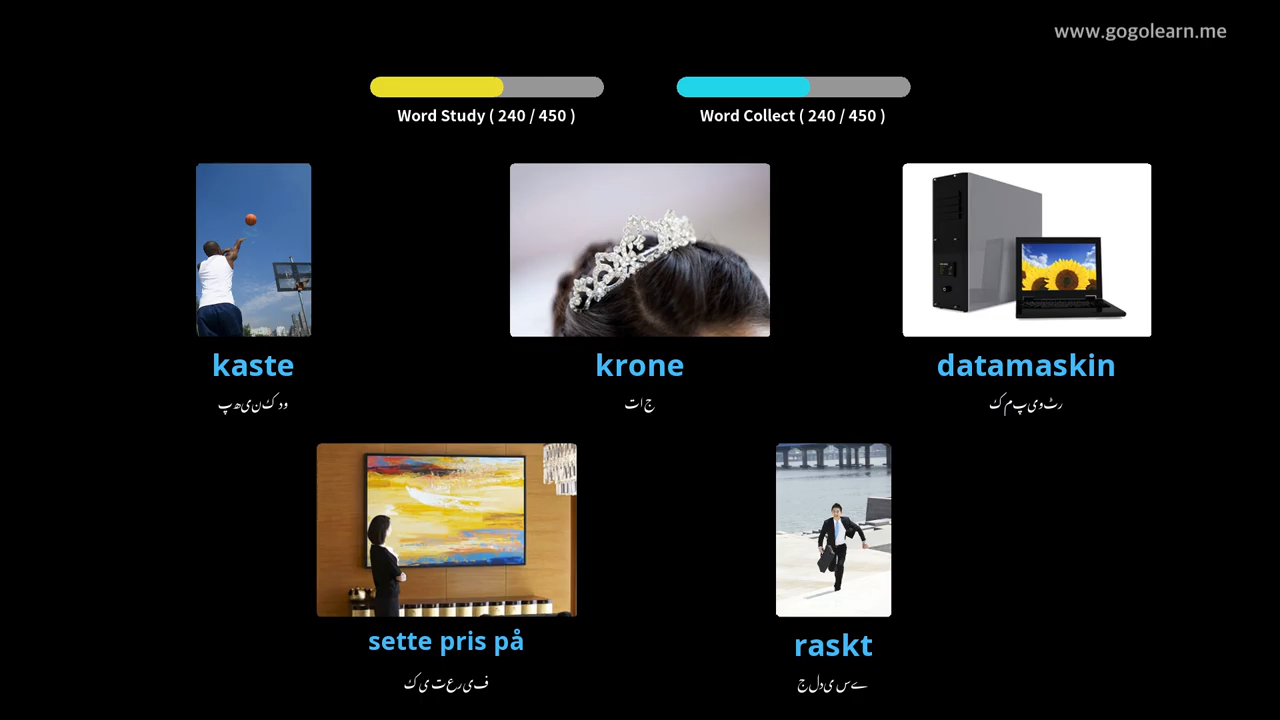 www.gogolearn.me
Word Study ( 240 / 450 )
Word Collect ( 240 / 450 )
kaste
krone
datamaskin
پھینک دو
تاج
کمپیوٹر
sette pris på
raskt
کی تعریف
جلدی سے